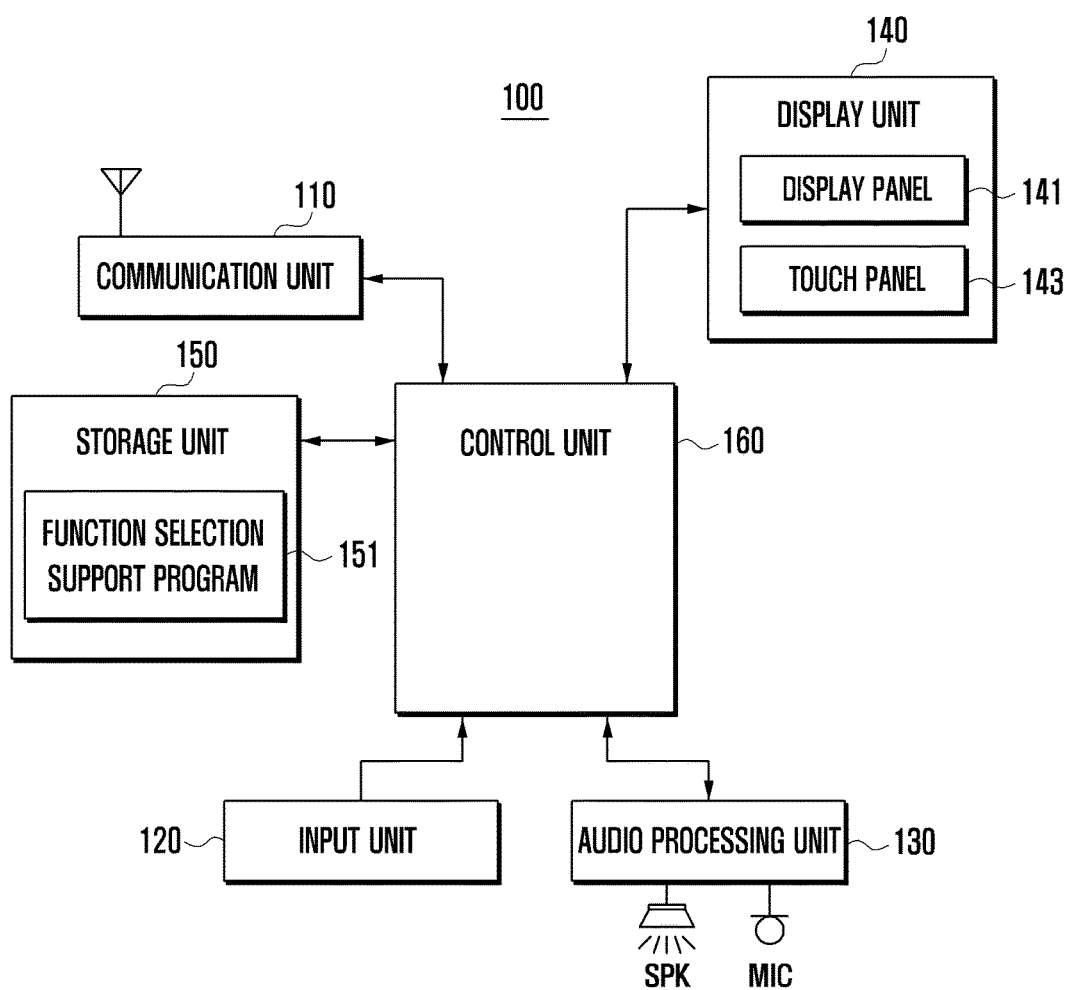 140
100
DISPLAY UNIT
DISPLAY PANEL
141
110
COMMUNICATION UNIT
TOUCH PANEL
143
150
STORAGE UNIT
CONTROL UNIT
160
FUNCTION SELECTION
SUPPORT PROGRAM
151
120
INPUT UNIT
AUDIO PROCESSING UNIT
130
SPK
MIC